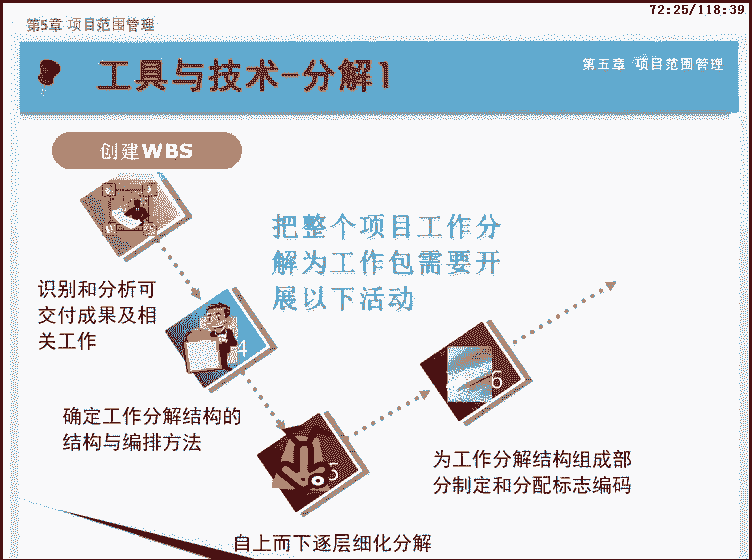 72:25/118:39
第5章 项目范围管理
工具与技术-分解1
第五章 项目范围管理
创建WBS
把整个项目工作分
解为工作包需要开
展以下活动
识别和分析可
交付成果及相
关工作
4
确定工作分解结构的
结构与编排方法
5
自上而下逐层细化分解
6
为工作分解结构组成部
分制定和分配标志编码